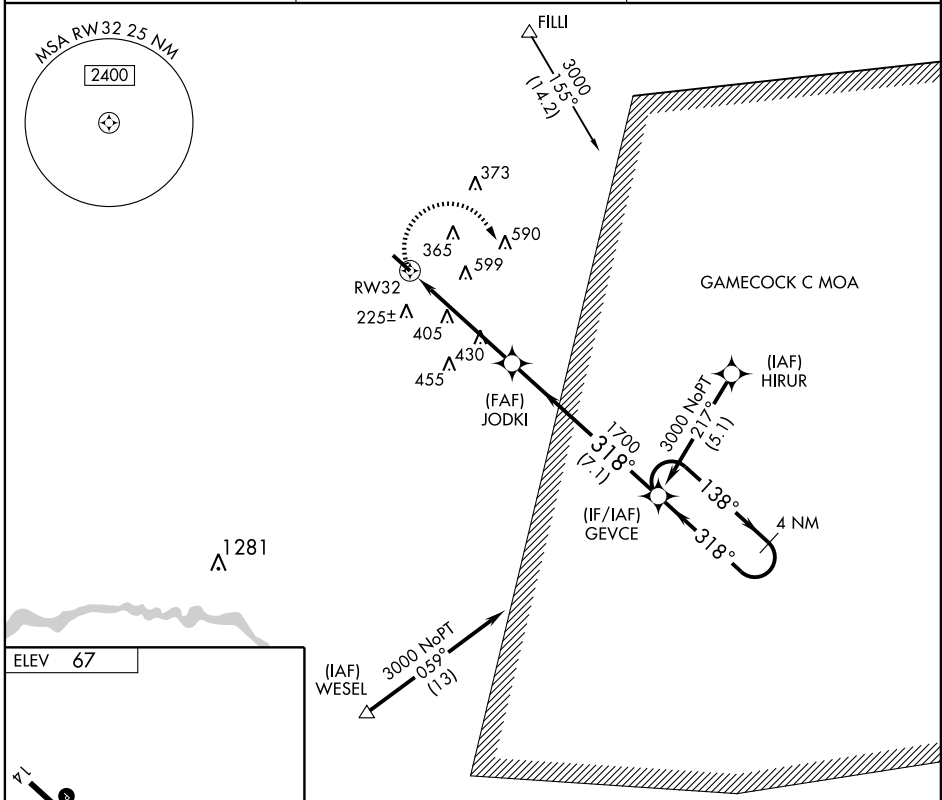 MSA RW32 25 NM
2400
FILLI
3000
155°
(14.2)
373
365
590
599
RW32
225±
405
430
455
(FAF)
JODKI
GAMECOCK C MOA
(IAF)
HIRUR
3000 NoPT
217°
(5.1)
1700
318°
(7.1)
(IF/IAF)
GEVCE
138°
318°
4 NM
1281
ELEV 67
(IAF)
WESEL
3000 NoPT
059°
(13)
14
P